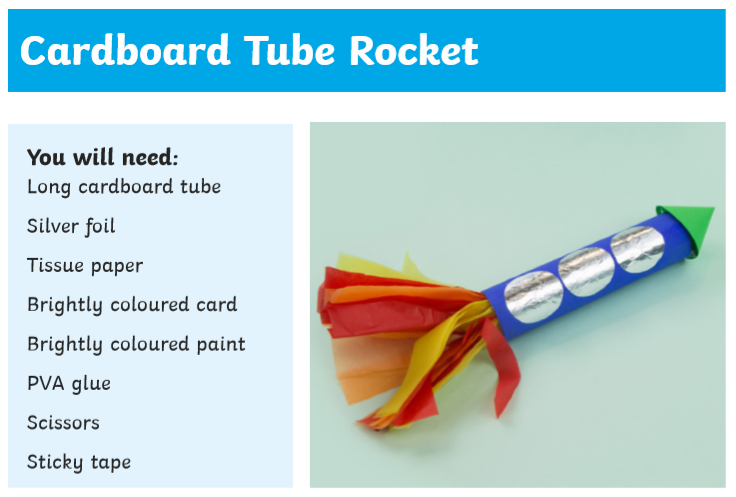 Cardboard Tube Rocket
You will need:
Long cardboard tube
Silver foil
Tissue paper
Brightly coloured card
Brightly coloured paint
PVA glue
Scissors
Sticky tape